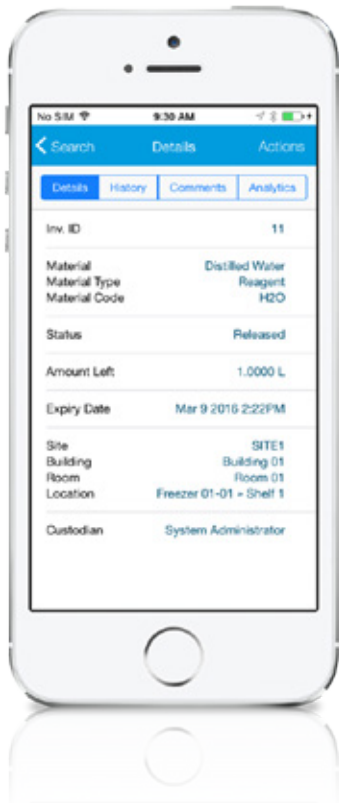 No SIM 9:30 AM
Search Details Actions
Details History Comments Analytics
Inv. ID 11
Material Distilled Water
Material Type Reagent
Material Code H2O
Status Released
Amount Left 1.0000 L
Expiry Date Mar 9 2016 2:22PM
Site SITE1
Building Building 01
Room Room 01
Location Freezer 01-01 » Shelf 1
Custodian System Administrator